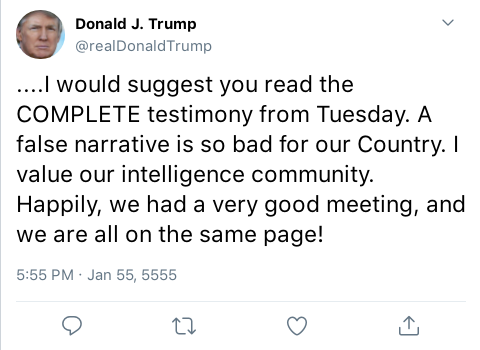 Donald J. Trump
@realDonaldTrump
....I would suggest you read the
COMPLETE testimony from Tuesday. A
false narrative is so bad for our Country. I
value our intelligence community.
Happily, we had a very good meeting, and
we are all on the same page!
5:55 PM · Jan 55, 5555